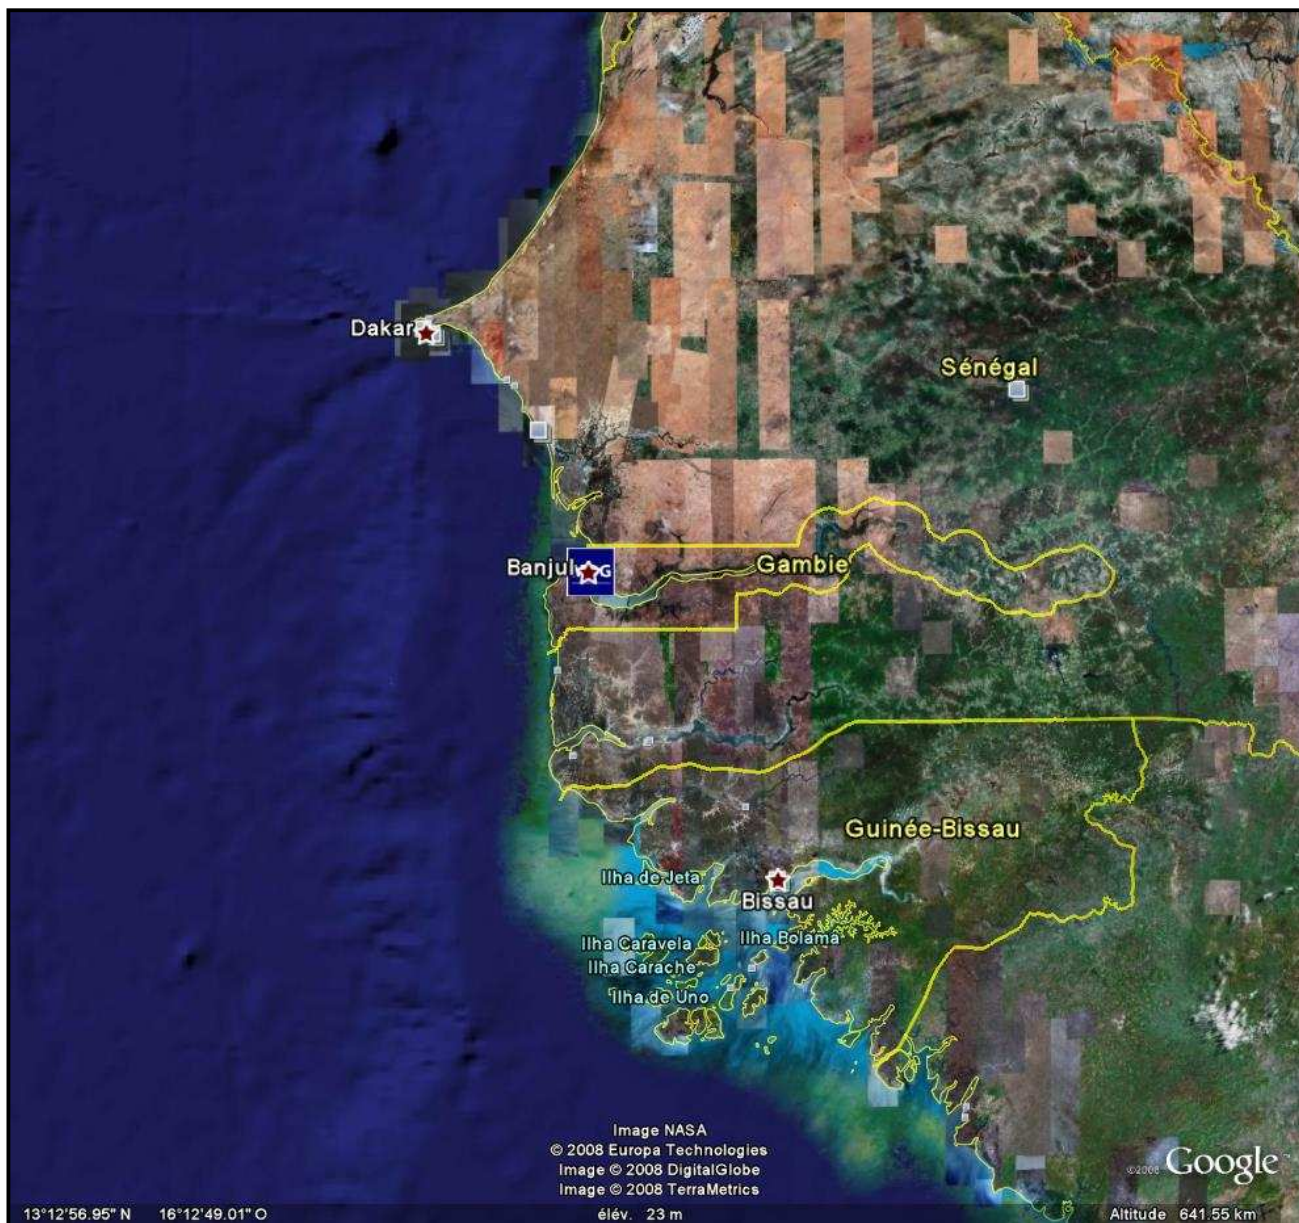 Dakar
Sénégal
Banjul
G
Gambie
Guinée-Bissau
Ilha de Jeta
Bissau
Ilha Bolama
Ilha Caravela
Ilha Carache
Ilha de Uno
Image NASA
© 2008 Europa Technologies
Image © 2008 DigitalGlobe
Image © 2008 TerraMetrics
©2008 Google™
13°12'56.95" N 16°12'49.01" O élév. 23 m Altitude 641.55 km